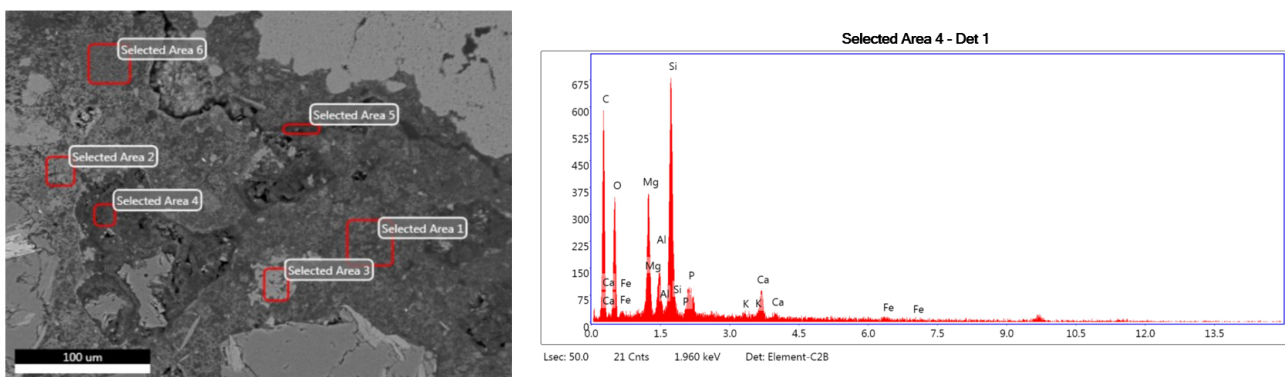 Selected Area 6
Selected Area 5
Selected Area 2
Selected Area 4
Selected Area 1
Selected Area 3
100 um
Selected Area 4 - Det 1
675
600
525
450
375
300
225
150
75
0
Si
C
O
Mg
Al
Mg
P
Ca
Ca
Fe
Al
Si
P
K
K
Ca
Fe
Fe
Ca
Fe
0.0 1.5 3.0 4.5 6.0 7.5 9.0 10.5 12.0 13.5
Lsec: 50.0 21 Cnts 1.960 keV Det: Element-C2B